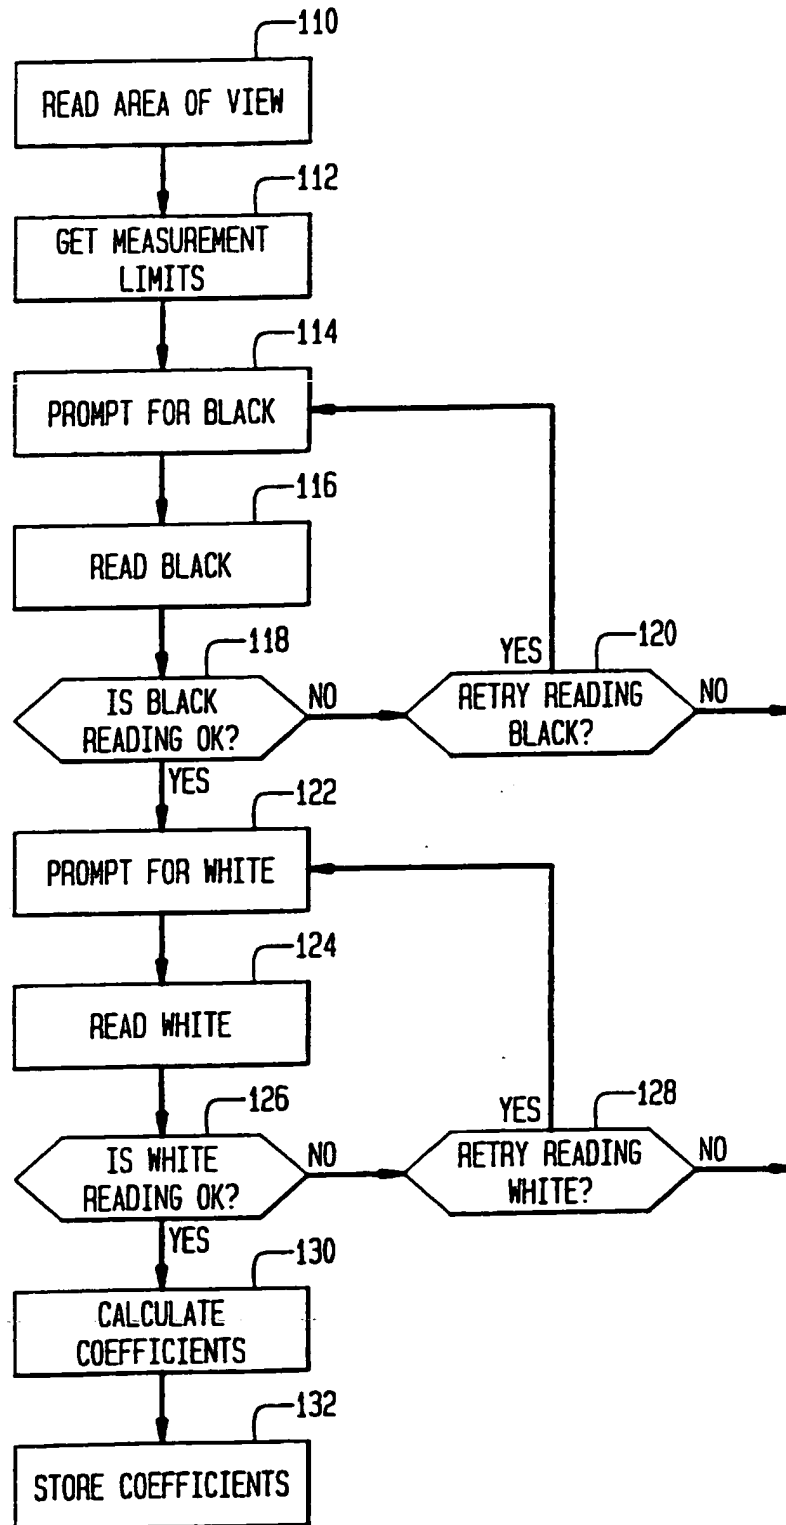 110
READ AREA OF VIEW
112
GET MEASUREMENT
LIMITS
114
PROMPT FOR BLACK
116
READ BLACK
118
IS BLACK
READING OK?
NO
YES
120
RETRY READING
BLACK?
YES
NO
122
PROMPT FOR WHITE
124
READ WHITE
126
IS WHITE
READING OK?
NO
YES
128
RETRY READING
WHITE?
YES
NO
130
CALCULATE
COEFFICIENTS
132
STORE COEFFICIENTS